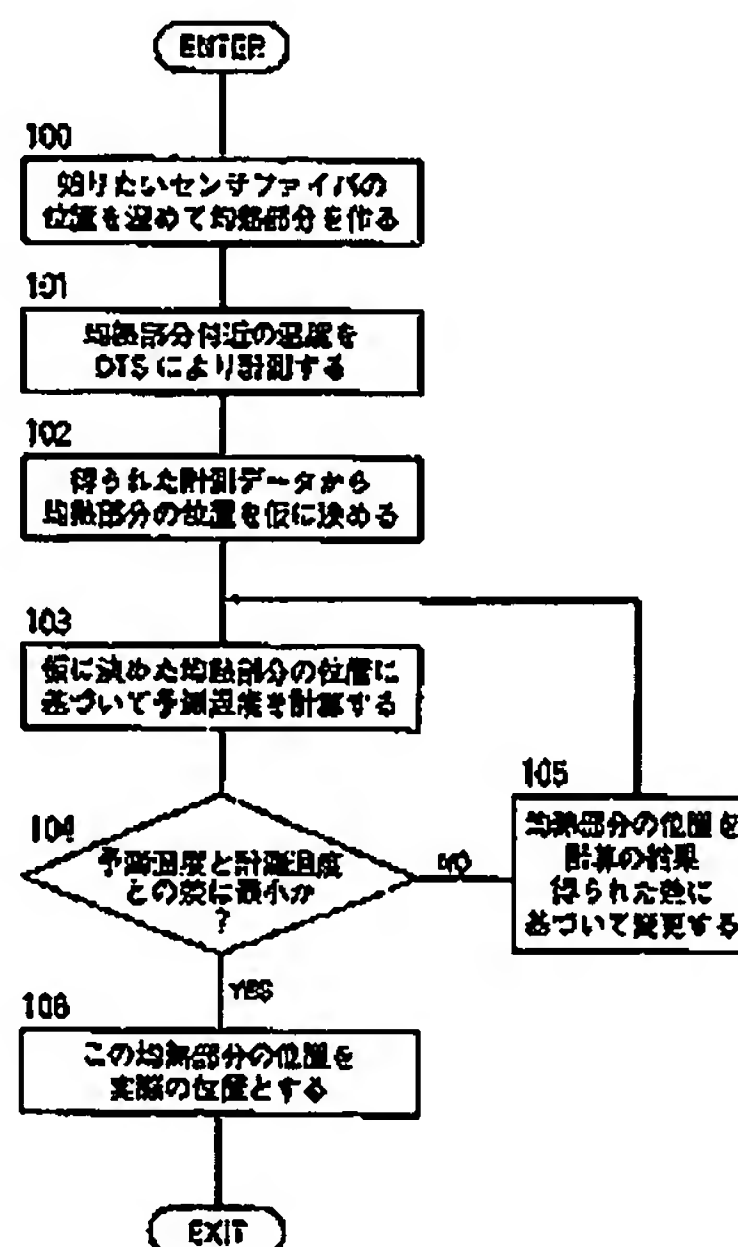 ENTER
100
知りたいセンサファイバの
位置を温めて均熱部分を作る
101
均熱部分付近の温度を
DTSにより計測する
102
得られた計測データから
均熱部分の位置を仮に決める
103
仮に決めた均熱部分の位置に
基づいて予測温度を計算する
104
予測温度と計測温度
との差は最小か
?
NO
105
均熱部分の位置を
計算の結果
得られた差に
基づいて変更する
YES
106
この均熱部分の位置を
実際の位置とする
EXIT